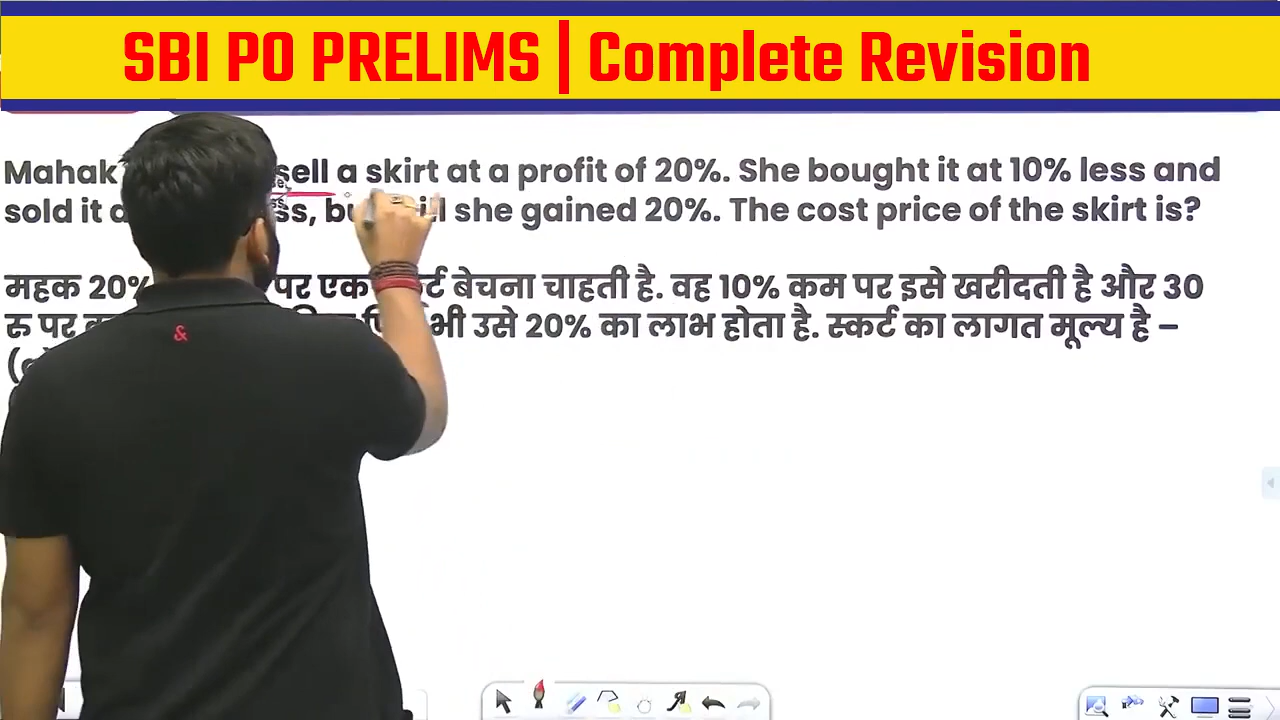 SBI PO PRELIMS | Complete Revision
Mahak sell a skirt at a profit of 20%. She bought it at 10% less and
sold it she gained 20%. The cost price of the skirt is?
महक 20% पर एक बेचना चाहती है. वह 10% कम पर इसे खरीदती है और 30
रु पर भी उसे 20% का लाभ होता है. स्कर्ट का लागत मूल्य है –
&